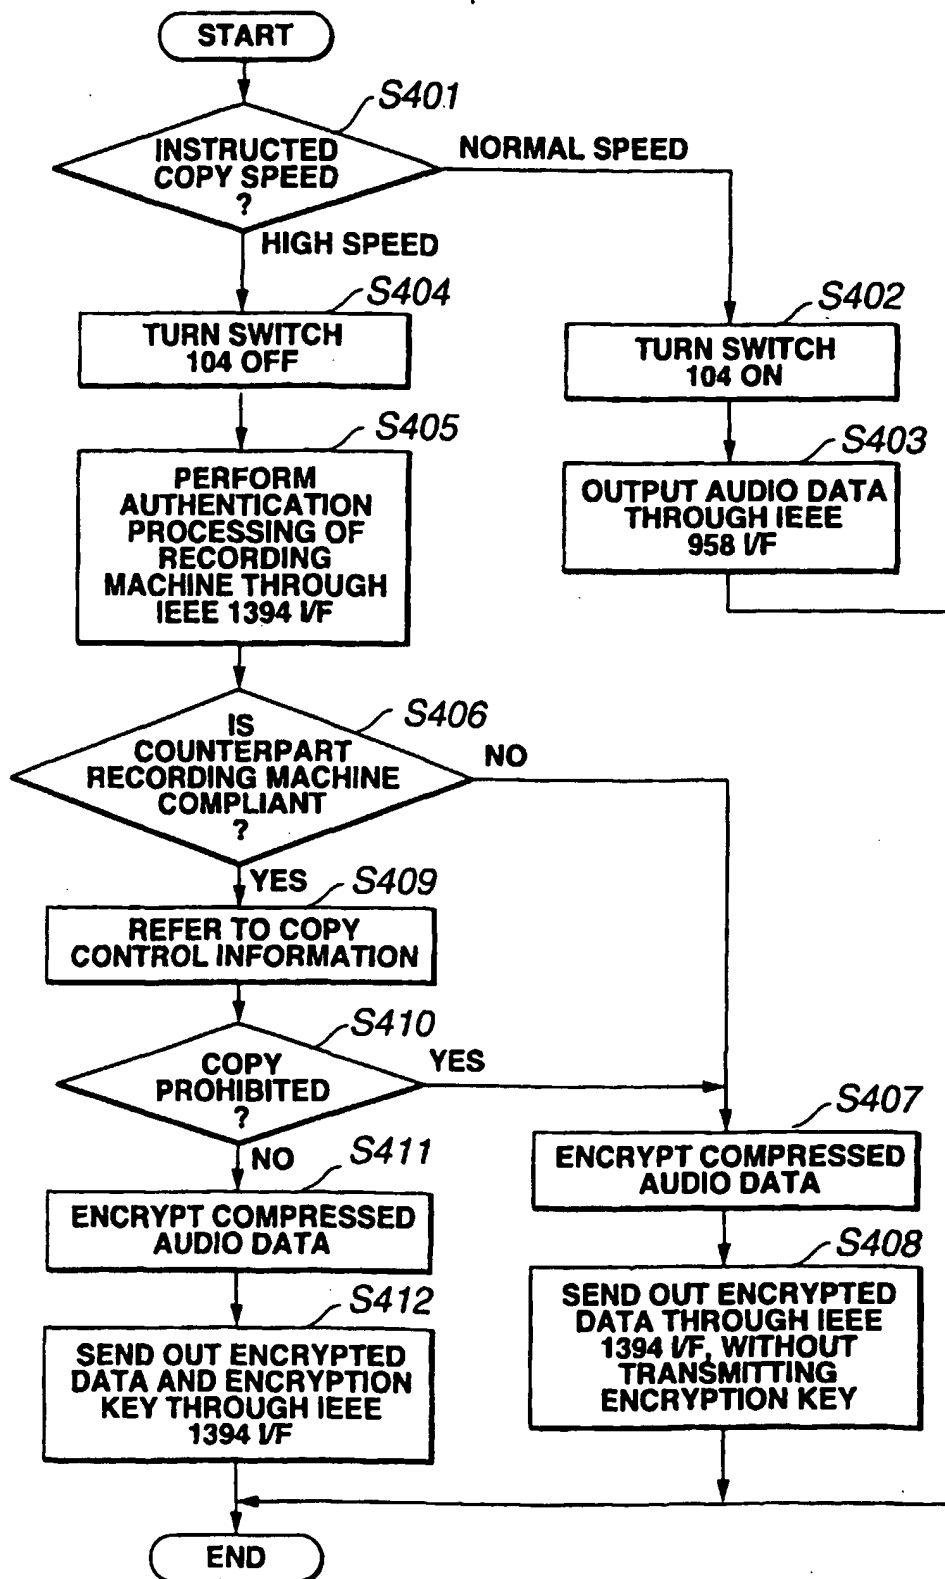 START
S401
INSTRUCTED
COPY SPEED
?
NORMAL SPEED
HIGH SPEED
S404
TURN SWITCH
104 OFF
S402
TURN SWITCH
104 ON
S405
PERFORM
AUTHENTICATION
PROCESSING OF
RECORDING
MACHINE THROUGH
IEEE 1394 I/F
S403
OUTPUT AUDIO DATA
THROUGH IEEE
958 I/F
S406
IS
COUNTERPART
RECORDING MACHINE
COMPLIANT
?
NO
YES
S409
REFER TO COPY
CONTROL INFORMATION
S410
COPY
PROHIBITED
?
YES
NO
S407
ENCRYPT COMPRESSED
AUDIO DATA
S411
ENCRYPT COMPRESSED
AUDIO DATA
S408
SEND OUT ENCRYPTED
DATA THROUGH IEEE
1394 I/F, WITHOUT
TRANSMITTING
ENCRYPTION KEY
S412
SEND OUT ENCRYPTED
DATA AND ENCRYPTION
KEY THROUGH IEEE
1394 I/F
END